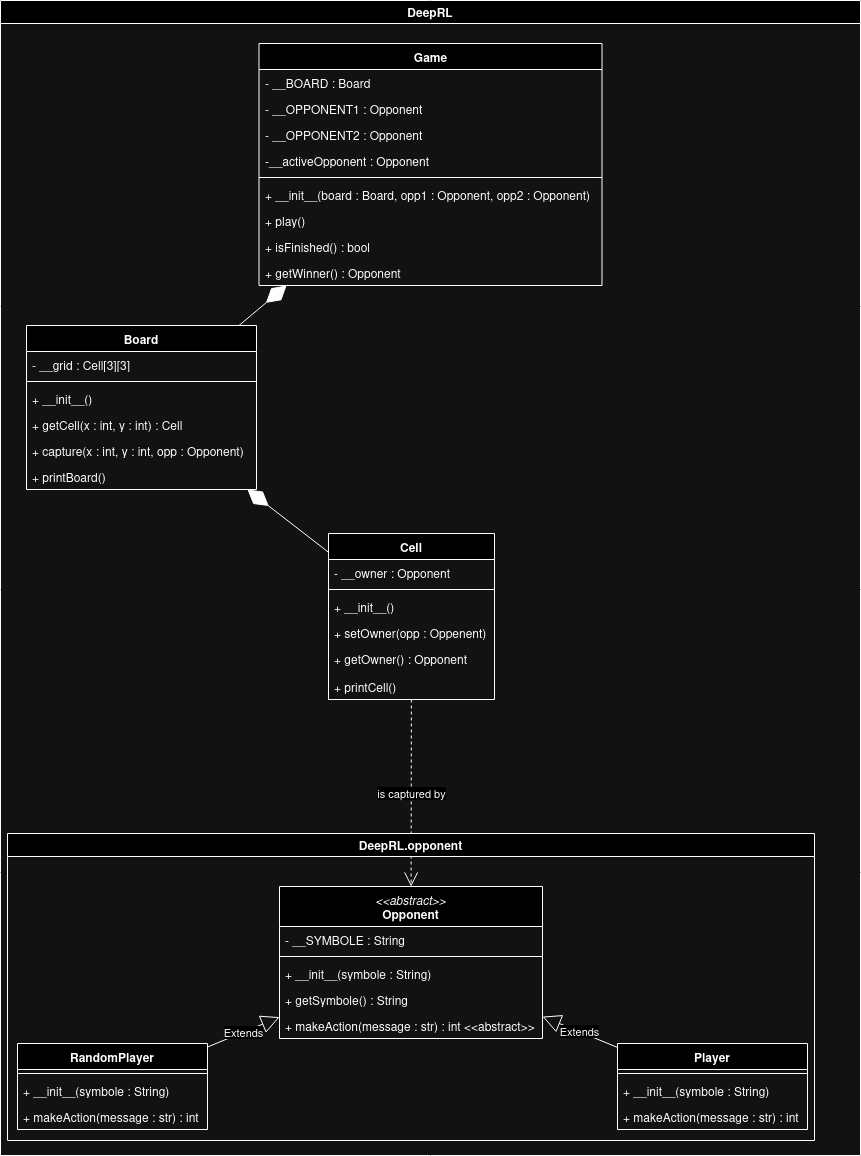 DeepRL
Game
- __BOARD : Board
- __OPPONENT1 : Opponent
- __OPPONENT2 : Opponent
-__activeOpponent : Opponent
+ __init__(board : Board, opp1 : Opponent, opp2 : Opponent)
+ play()
+ isFinished() : bool
+ getWinner() : Opponent
Board
- __grid : Cell[3][3]
+ __init__()
+ getCell(x : int, y : int) : Cell
+ capture(x : int, y : int, opp : Opponent)
+ printBoard()
Cell
- __owner : Opponent
+ __init__()
+ setOwner(opp : Oppenent)
+ getOwner() : Opponent
+ printCell()
is captured by
DeepRL.opponent
<<abstract>>
Opponent
- __SYMBOLE : String
+ __init__(symbole : String)
+ getSymbole() : String
+ makeAction(message : str) : int <<abstract>>
Extends
Extends
RandomPlayer
+ __init__(symbole : String)
+ makeAction(message : str) : int
Player
+ __init__(symbole : String)
+ makeAction(message : str) : int